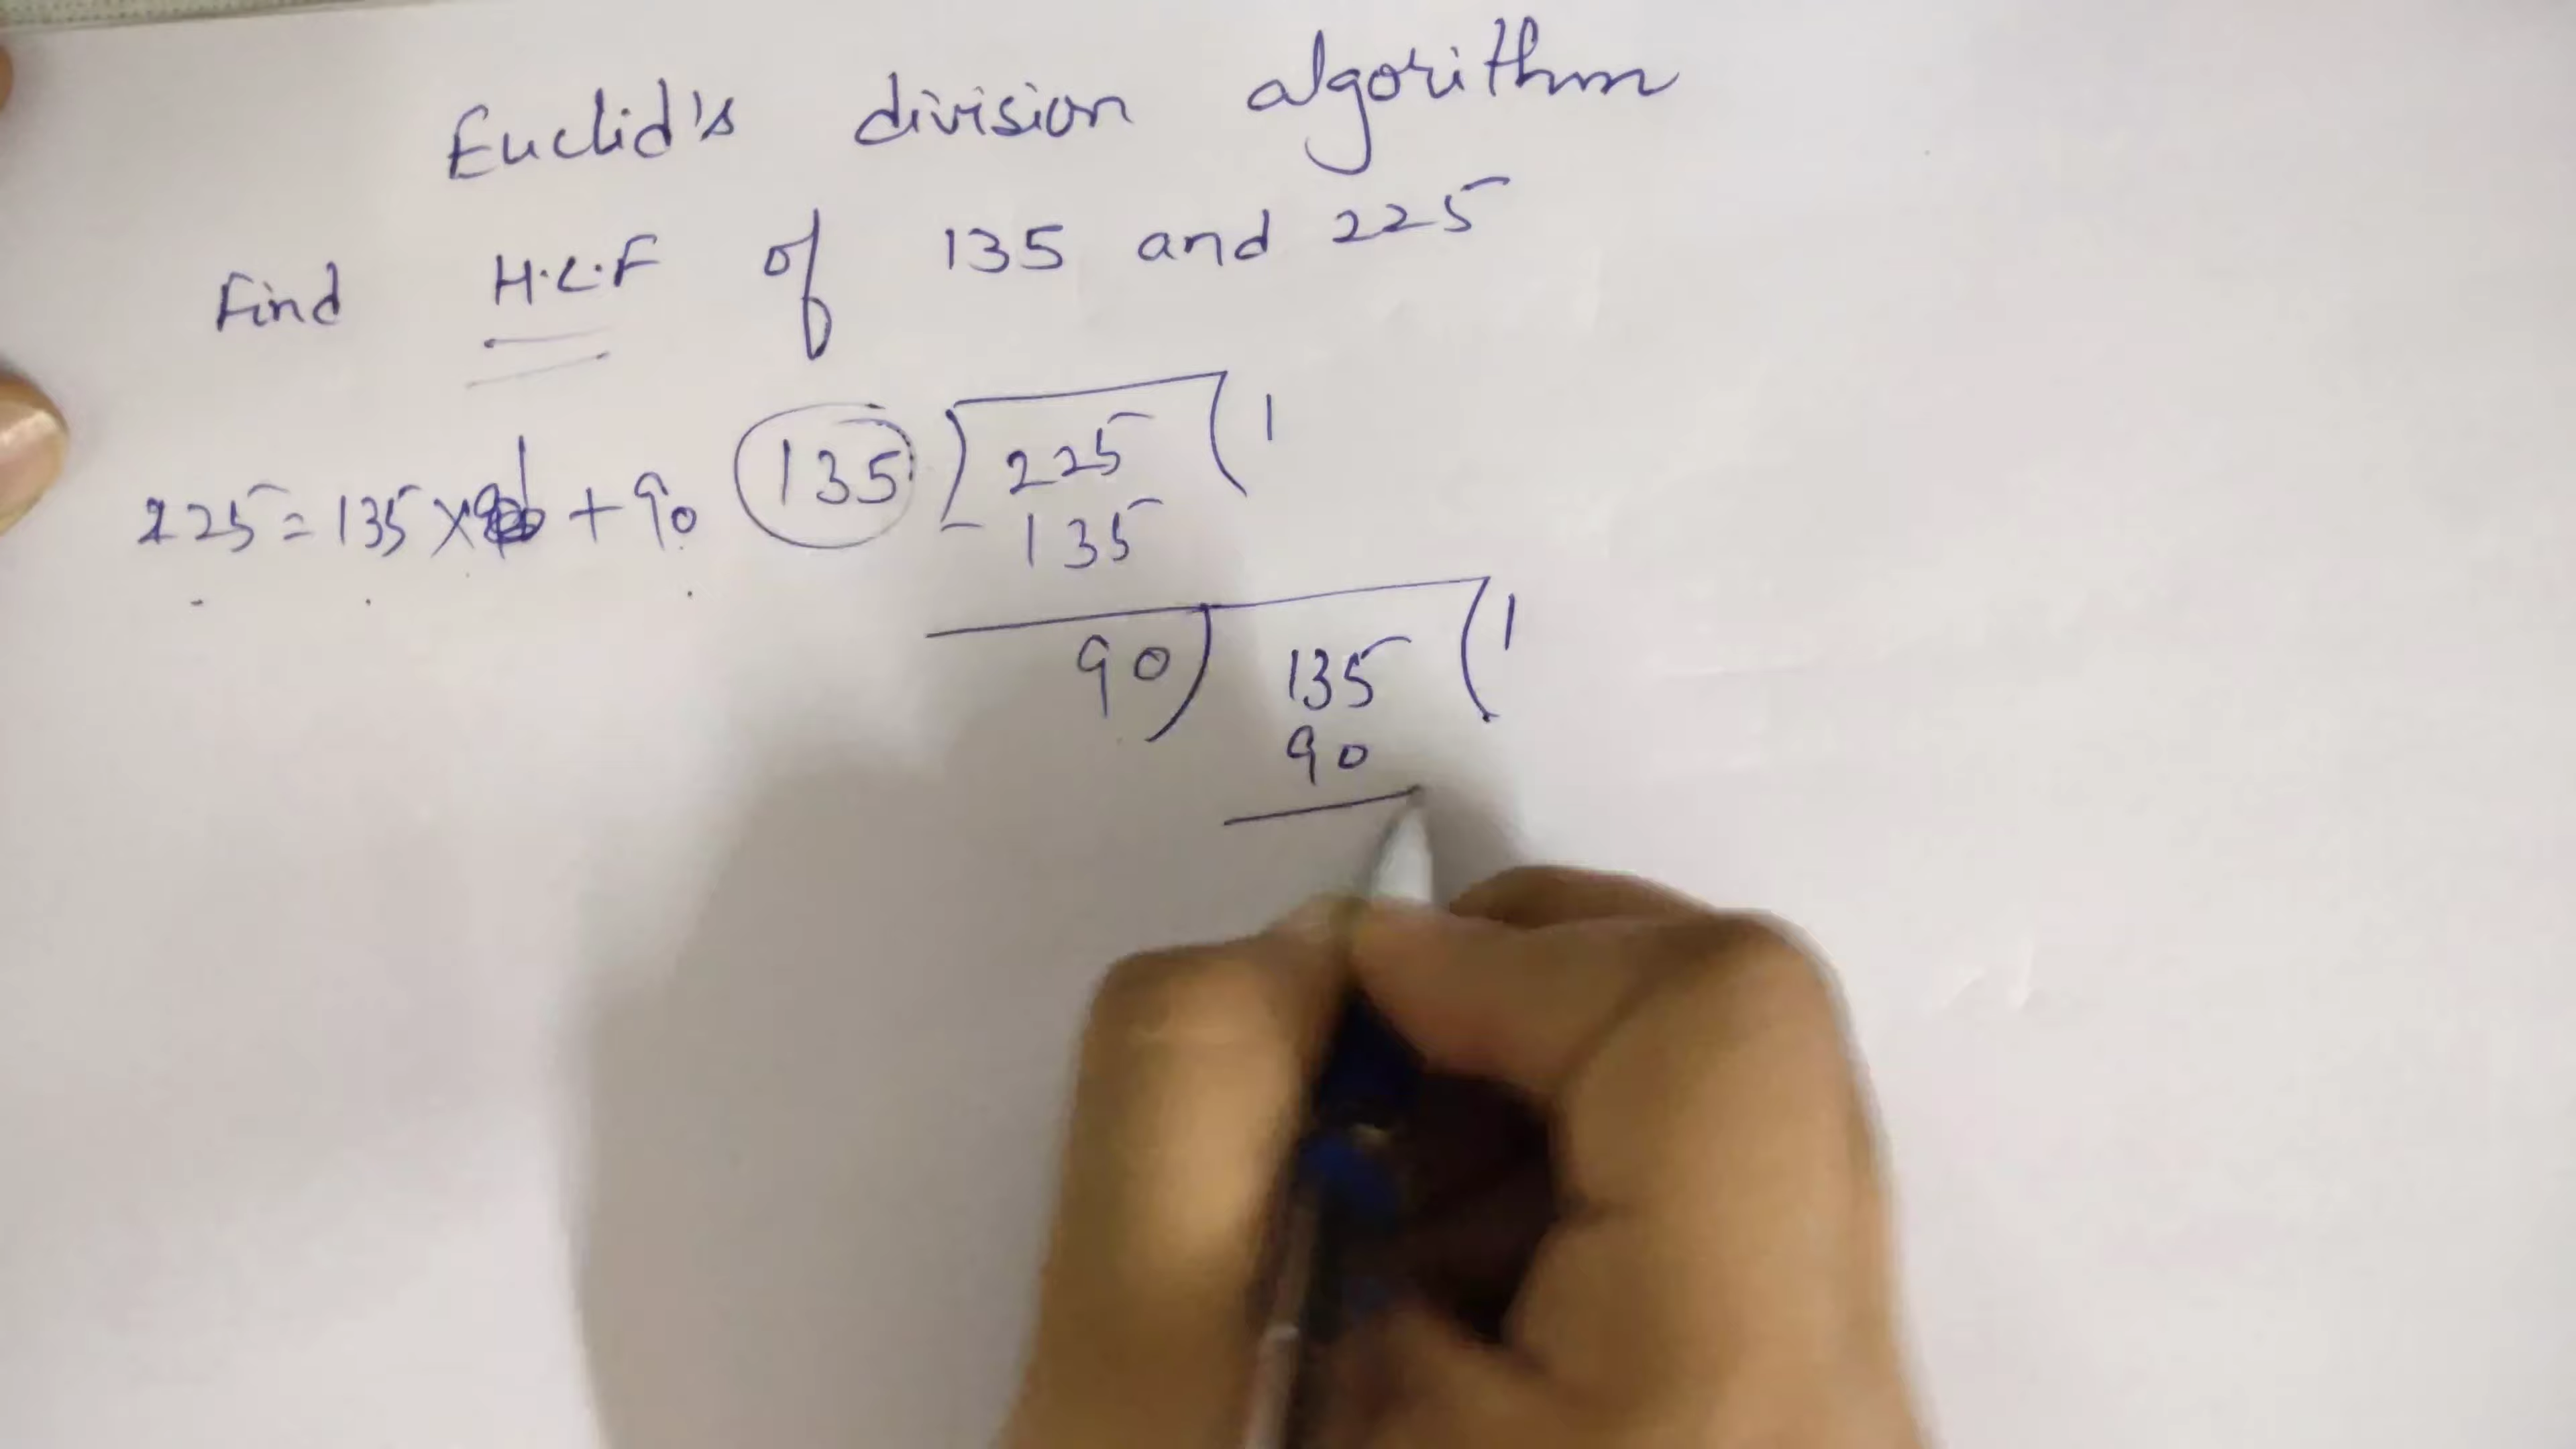 Euclid's division algorithm
Find H.C.F of 135 and 225
225 = 135 × 1 + 90
135 ) 225 ( 1
- 135
90 ) 135 ( 1
90